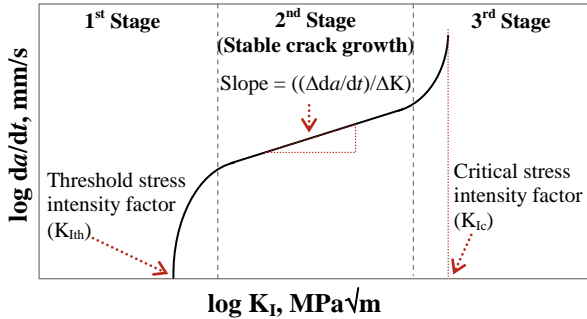 1st Stage
2nd Stage
(Stable crack growth)
3rd Stage
Slope = ((Δda/dt)/ΔK)
Threshold stress
intensity factor
(KIth)
Critical stress
intensity factor
(KIc)
log da/dt, mm/s
log KI, MPa√m